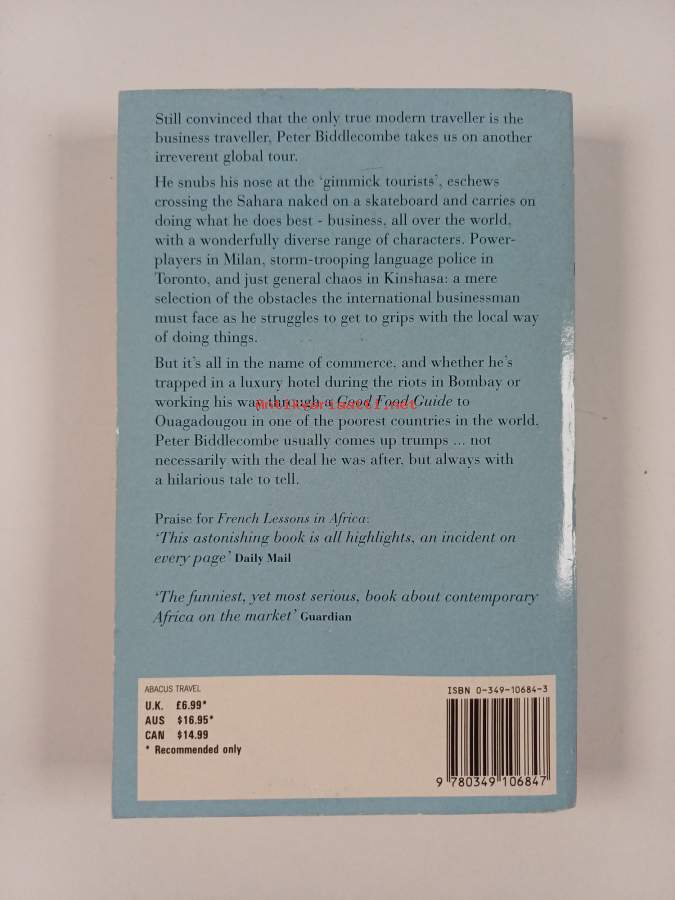 Still convinced that the only true modern traveller is the
business traveller, Peter Biddlecombe takes us on another
irreverent global tour.
He snubs his nose at the ‘gimmick tourists’, eschews
crossing the Sahara naked on a skateboard and carries on
doing what he does best - business, all over the world,
with a wonderfully diverse range of characters. Power-
players in Milan, storm-trooping language police in
Toronto, and just general chaos in Kinshasa: a mere
selection of the obstacles the international businessman
must face as he struggles to get to grips with the local way
of doing things.
But it’s all in the name of commerce, and whether he’s
trapped in a luxury hotel during the riots in Bombay or
working his way through a Good Food Guide to
Antikvariaatti.net
Ouagadougou in one of the poorest countries in the world,
Peter Biddlecombe usually comes up trumps ... not
necessarily with the deal he was after, but always with
a hilarious tale to tell.
Praise for French Lessons in Africa:
‘This astonishing book is all highlights, an incident on
every page’ Daily Mail
‘The funniest, yet most serious, book about contemporary
Africa on the market’ Guardian
ABACUS TRAVEL
U.K. £6.99*
AUS $16.95*
CAN $14.99
* Recommended only
ISBN 0-349-10684-3
9 780349 106847